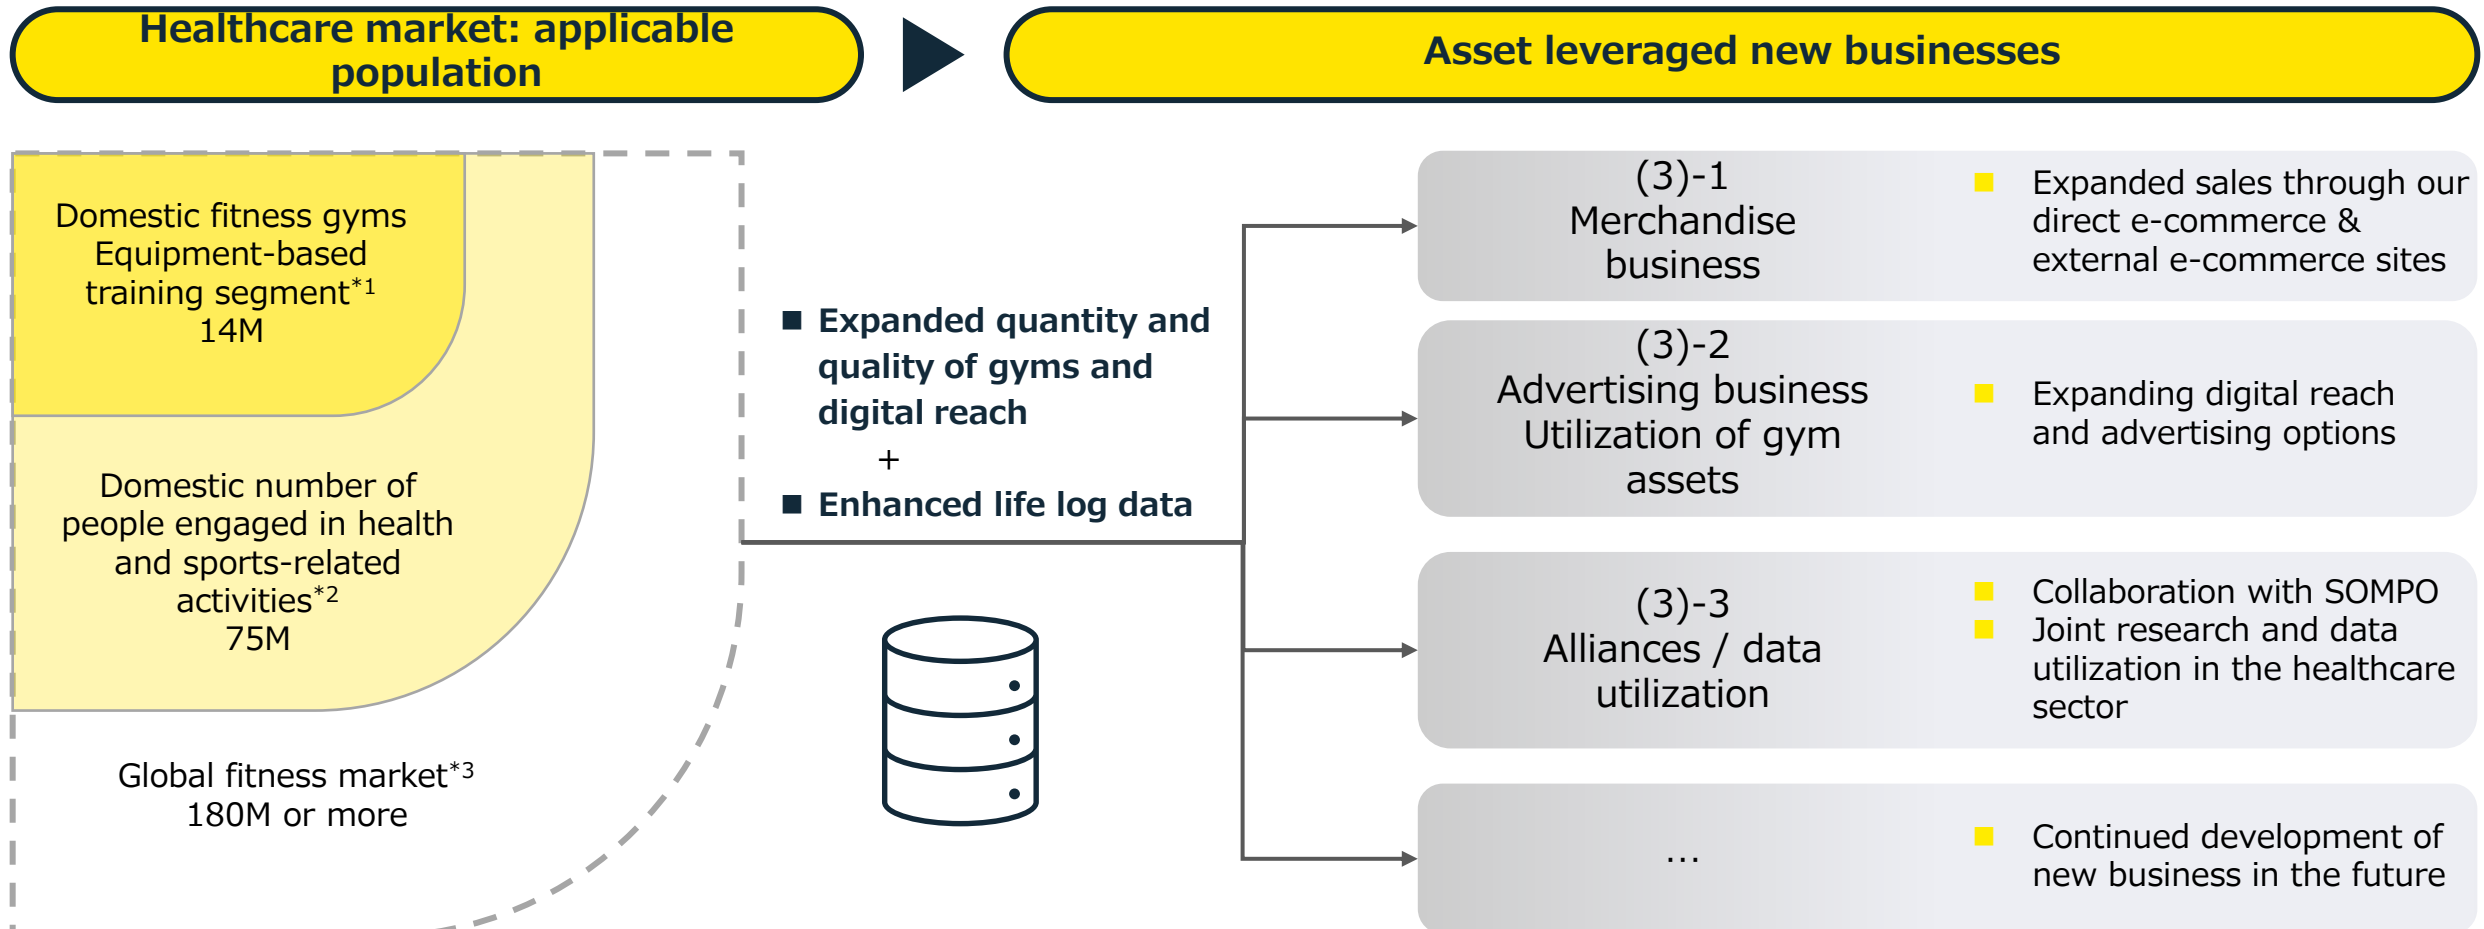 Healthcare market: applicable
population
Asset leveraged new businesses
Domestic fitness gyms
Equipment-based
training segment*1
14M
Domestic number of
people engaged in health
and sports-related
activities*2
75M
Global fitness market*3
180M or more
■ Expanded quantity and
quality of gyms and
digital reach
+
■ Enhanced life log data
(3)-1
Merchandise
business
■ Expanded sales through our
direct e-commerce &
external e-commerce sites
(3)-2
Advertising business
Utilization of gym
assets
■ Expanding digital reach
and advertising options
(3)-3
Alliances / data
utilization
■ Collaboration with SOMPO
■ Joint research and data
utilization in the healthcare
sector
…
■ Continued development of
new business in the future